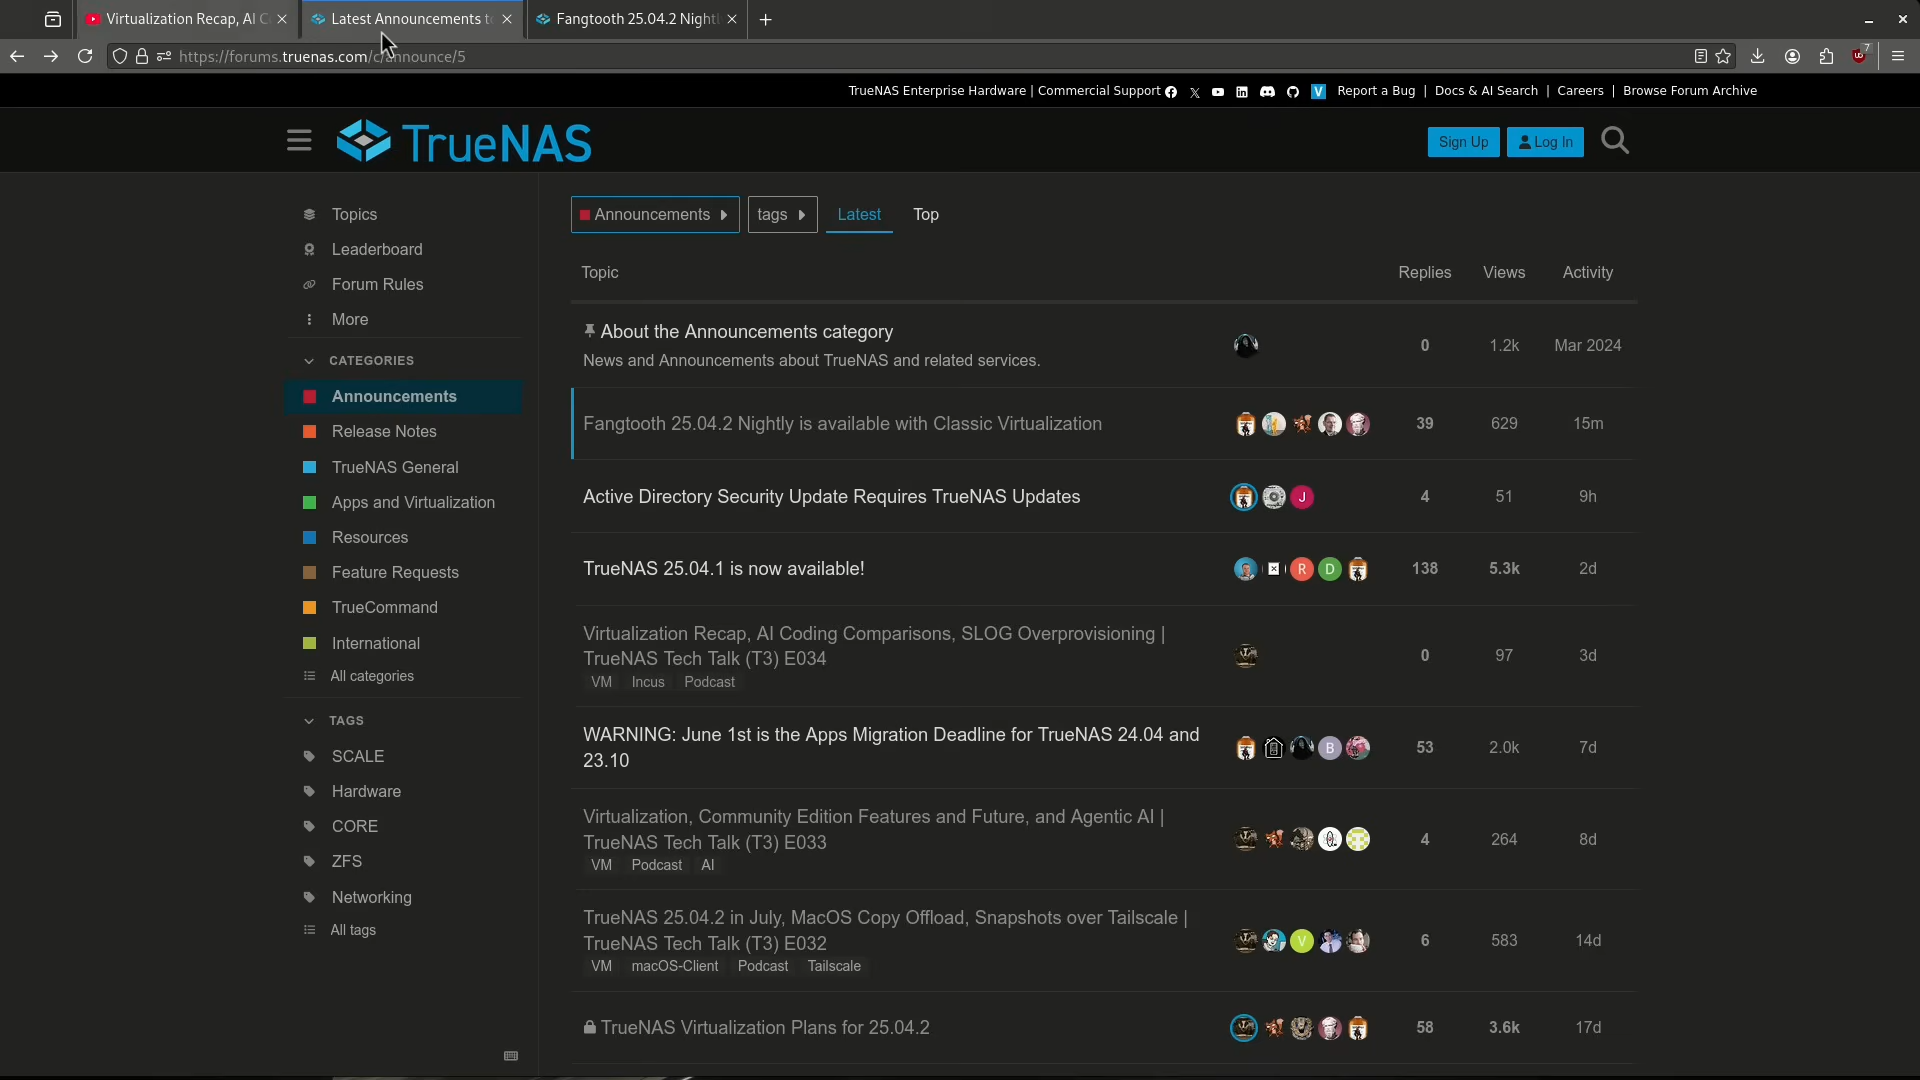 Virtualization Recap, AI C
Latest Announcements t
Fangtooth 25.04.2 Night
https://forums.truenas.com/c/announce/5
7
TrueNAS Enterprise Hardware | Commercial Support
V
Report a Bug | Docs & AI Search | Careers | Browse Forum Archive
TrueNAS
Sign Up
Log In
Topics
Leaderboard
Forum Rules
More
CATEGORIES
Announcements
Release Notes
TrueNAS General
Apps and Virtualization
Resources
Feature Requests
TrueCommand
International
All categories
TAGS
SCALE
Hardware
CORE
ZFS
Networking
All tags
Announcements
tags
Latest
Top
Topic
Replies
Views
Activity
About the Announcements category
News and Announcements about TrueNAS and related services.
0
1.2k
Mar 2024
Fangtooth 25.04.2 Nightly is available with Classic Virtualization
39
629
15m
Active Directory Security Update Requires TrueNAS Updates
J
4
51
9h
TrueNAS 25.04.1 is now available!
R
D
138
5.3k
2d
Virtualization Recap, AI Coding Comparisons, SLOG Overprovisioning |
TrueNAS Tech Talk (T3) E034
VM Incus Podcast
0
97
3d
WARNING: June 1st is the Apps Migration Deadline for TrueNAS 24.04 and
23.10
B
53
2.0k
7d
Virtualization, Community Edition Features and Future, and Agentic AI |
TrueNAS Tech Talk (T3) E033
VM Podcast AI
4
264
8d
TrueNAS 25.04.2 in July, MacOS Copy Offload, Snapshots over Tailscale |
TrueNAS Tech Talk (T3) E032
VM macOS-Client Podcast Tailscale
V
6
583
14d
TrueNAS Virtualization Plans for 25.04.2
58
3.6k
17d